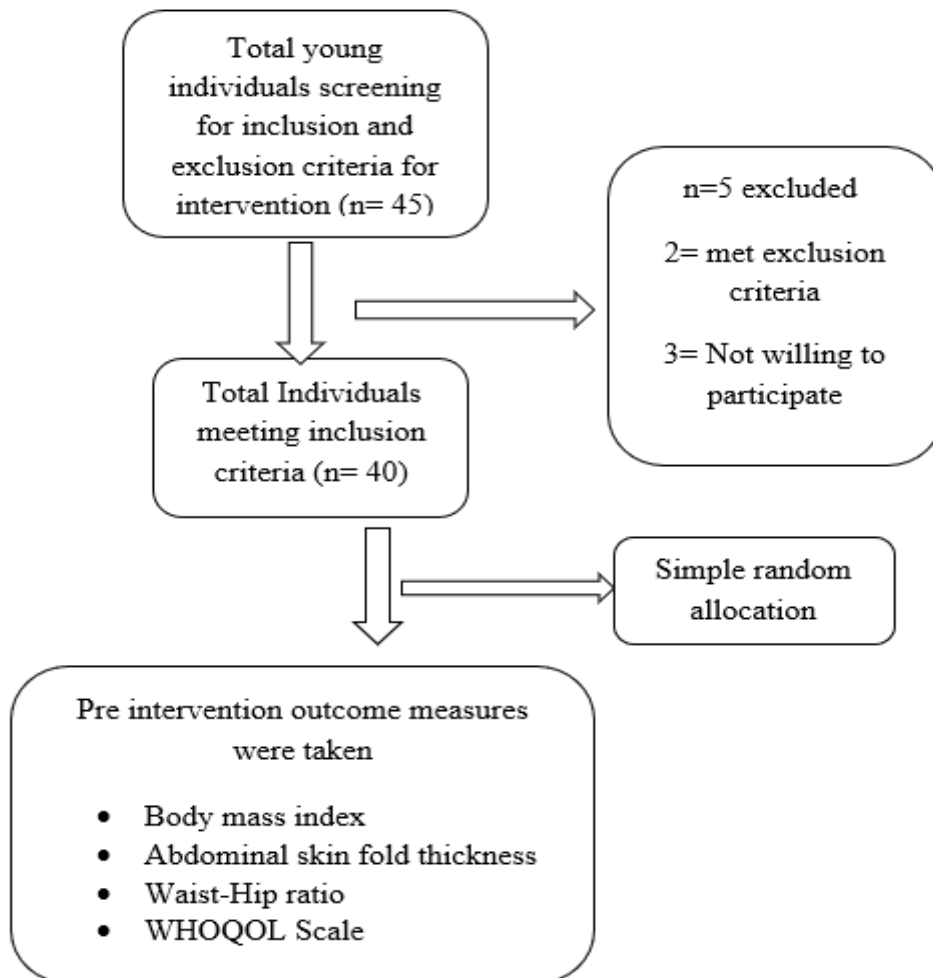 Total young
individuals screening
for inclusion and
exclusion criteria for
intervention (n= 45)
n=5 excluded
2= met exclusion
criteria
3= Not willing to
participate
Total Individuals
meeting inclusion
criteria (n= 40)
Simple random
allocation
Pre intervention outcome measures
were taken
• Body mass index
• Abdominal skin fold thickness
• Waist-Hip ratio
• WHOQOL Scale